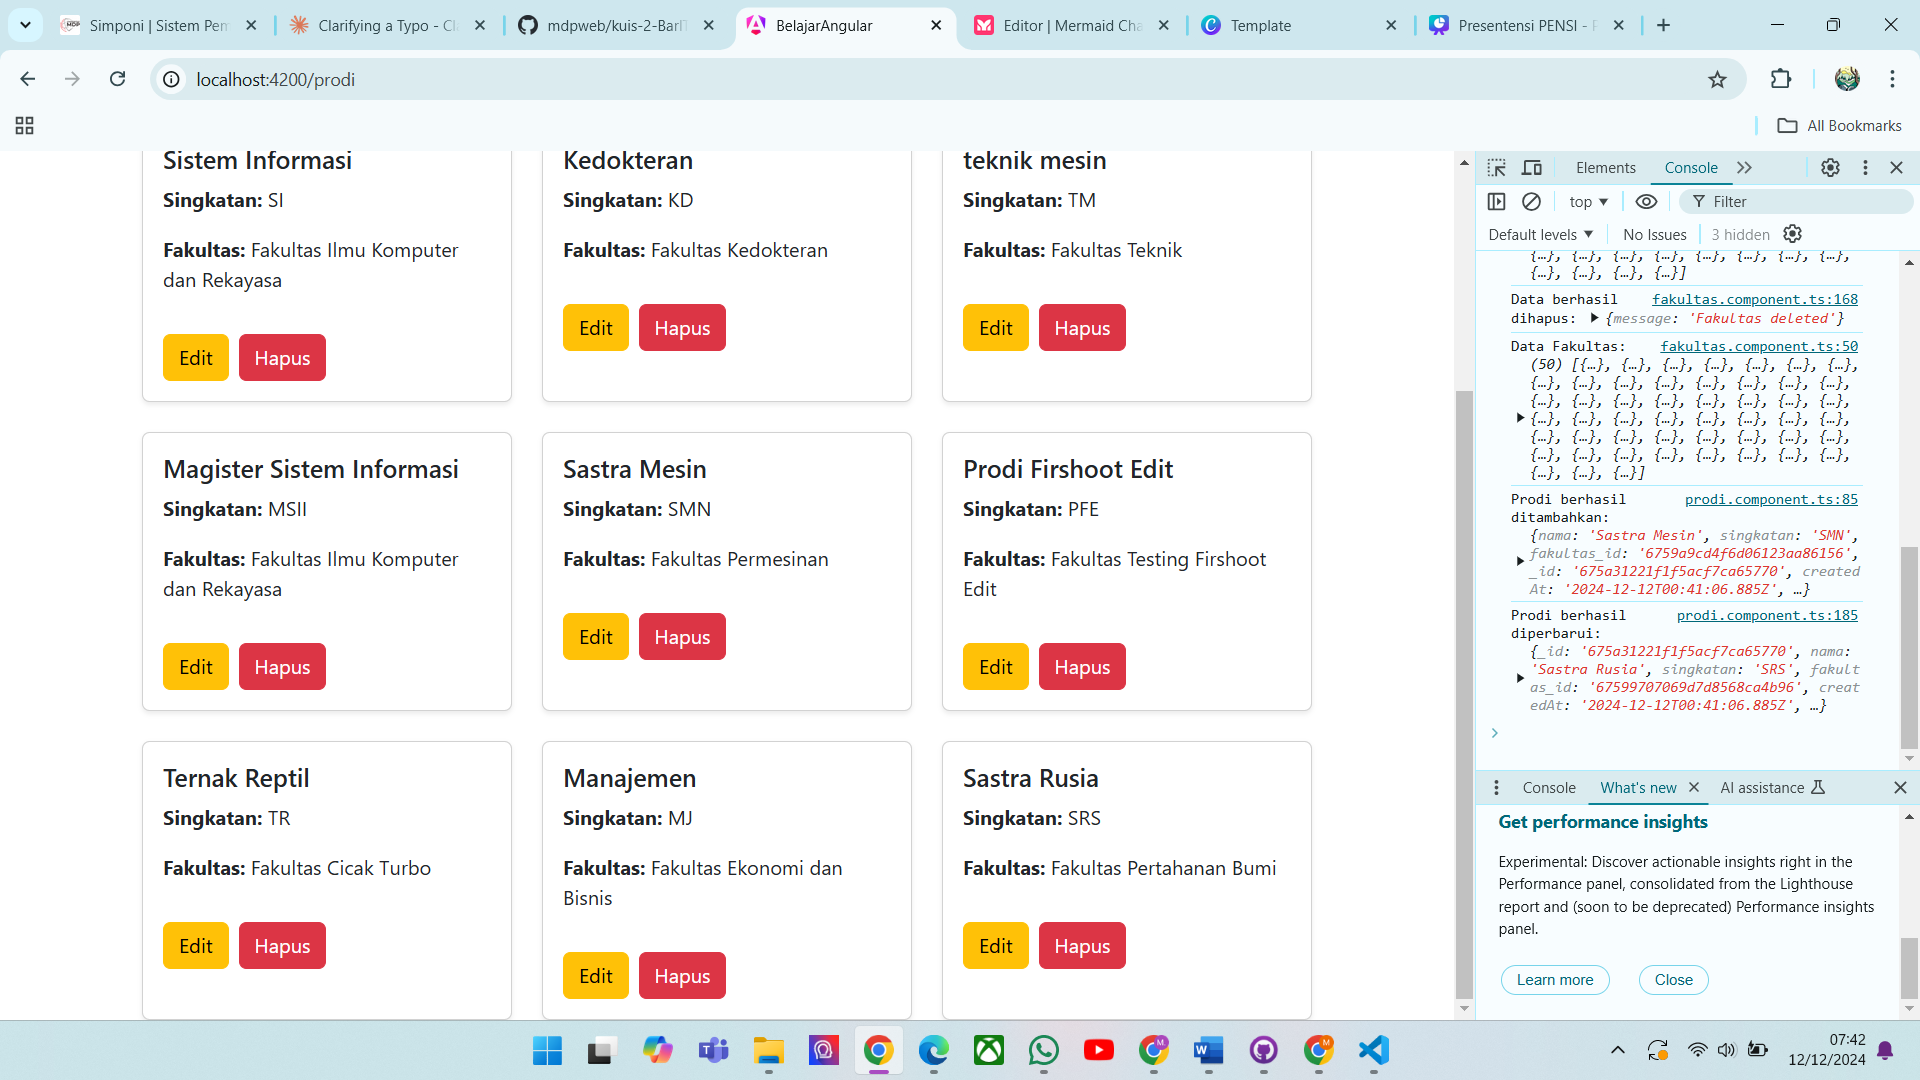 Simponi | Sistem Pem
Clarifying a Typo - Cl
mdpweb/kuis-2-BarIT
BelajarAngular
Editor | Mermaid Cha
Template
Presentensi PENSI - P
localhost:4200/prodi
All Bookmarks
Sistem Informasi
Singkatan: SI
Fakultas: Fakultas Ilmu Komputer
dan Rekayasa
Edit
Hapus
Kedokteran
Singkatan: KD
Fakultas: Fakultas Kedokteran
Edit
Hapus
teknik mesin
Singkatan: TM
Fakultas: Fakultas Teknik
Edit
Hapus
Magister Sistem Informasi
Singkatan: MSII
Fakultas: Fakultas Ilmu Komputer
dan Rekayasa
Edit
Hapus
Sastra Mesin
Singkatan: SMN
Fakultas: Fakultas Permesinan
Edit
Hapus
Prodi Firshoot Edit
Singkatan: PFE
Fakultas: Fakultas Testing Firshoot
Edit
Edit
Hapus
Ternak Reptil
Singkatan: TR
Fakultas: Fakultas Cicak Turbo
Edit
Hapus
Manajemen
Singkatan: MJ
Fakultas: Fakultas Ekonomi dan
Bisnis
Edit
Hapus
Sastra Rusia
Singkatan: SRS
Fakultas: Fakultas Pertahanan Bumi
Edit
Hapus
Elements
Console
top
Filter
Default levels
No Issues
3 hidden
{…}, {…}, {…}, {…}, {…}, {…}, {…}, {…},
{…}, {…}, {…}, {…}]
Data berhasil fakultas.component.ts:168
dihapus: {message: 'Fakultas deleted'}
Data Fakultas: fakultas.component.ts:50
(50) [{…}, {…}, {…}, {…}, {…}, {…}, {…},
{…}, {…}, {…}, {…}, {…}, {…}, {…}, {…},
{…}, {…}, {…}, {…}, {…}, {…}, {…}, {…},
{…}, {…}, {…}, {…}, {…}, {…}, {…}, {…},
{…}, {…}, {…}, {…}, {…}, {…}, {…}, {…},
{…}, {…}, {…}, {…}, {…}, {…}, {…}, {…},
{…}, {…}, {…}]
Prodi berhasil prodi.component.ts:85
ditambahkan:
{nama: 'Sastra Mesin', singkatan: 'SMN',
fakultas_id: '6759a9cd4f6d06123aa86156',
_id: '675a31221f1f5acf7ca65770', created
At: '2024-12-12T00:41:06.885Z', …}
Prodi berhasil prodi.component.ts:185
diperbarui:
{_id: '675a31221f1f5acf7ca65770', nama:
'Sastra Rusia', singkatan: 'SRS', fakult
as_id: '67599707069d7d8568ca4b96', creat
edAt: '2024-12-12T00:41:06.885Z', …}
Console
What's new
AI assistance
Get performance insights
Experimental: Discover actionable insights right in the
Performance panel, consolidated from the Lighthouse
report and (soon to be deprecated) Performance insights
panel.
Learn more
Close
07:42
12/12/2024